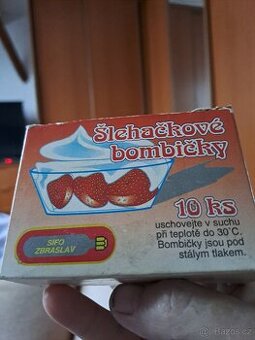 Šlehačkové
bombičky
10 ks
uschovejte v suchu
při teplotě do 30°C.
Bombičky jsou pod
stálým tlakem.
SIFO
ZBRASLAV
©Bazos.cz